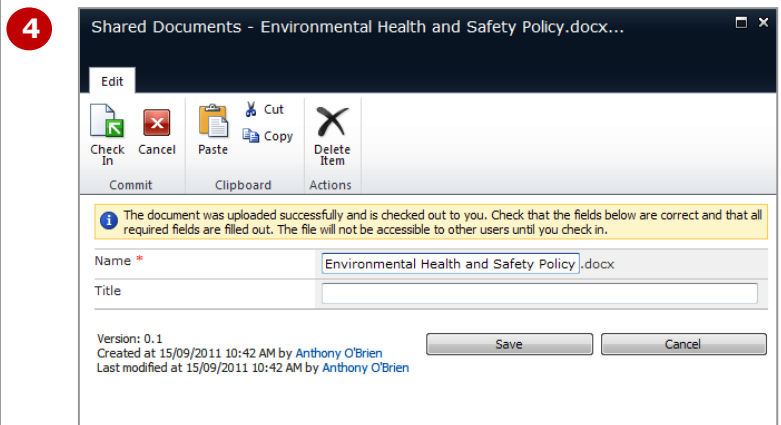 4
Shared Documents - Environmental Health and Safety Policy.docx...
Edit
Check In
Cancel
Paste
Cut
Copy
Delete Item
Commit
Clipboard
Actions
The document was uploaded successfully and is checked out to you. Check that the fields below are correct and that all
required fields are filled out. The file will not be accessible to other users until you check in.
Name *
Environmental Health and Safety Policy .docx
Title
Version: 0.1
Created at 15/09/2011 10:42 AM by Anthony O'Brien
Last modified at 15/09/2011 10:42 AM by Anthony O'Brien
Save
Cancel